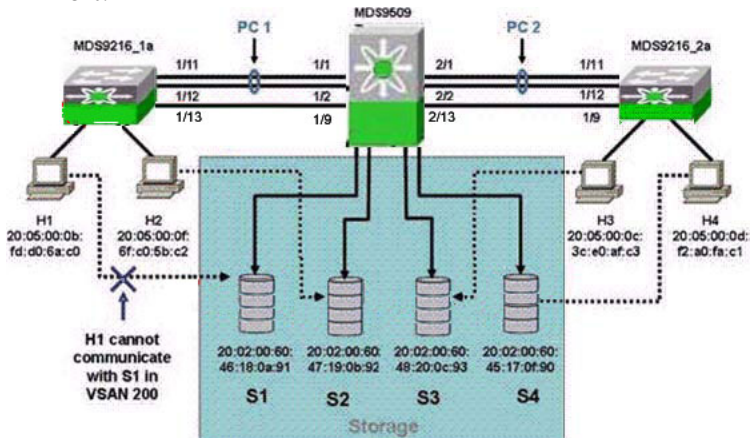 PC 1
MDS9509
PC 2
MDS9216_1a
MDS9216_2a
1/11
1/1
2/1
1/11
1/12
1/2
2/2
1/12
1/13
1/9
2/13
1/9
H1
20:05:00:0b:
fd:d0:6a:c0
H2
20:05:00:0f:
6f:c0:5b:c2
H3
20:05:00:0c:
3c:e0:af:c3
H4
20:05:00:0d:
f2:a0:fa:c1
H1 cannot
communicate
with S1 in
VSAN 200
20:02:00:60:
46:18:0a:91
S1
20:02:00:60:
47:19:0b:92
S2
20:02:00:60:
48:20:0c:93
S3
20:02:00:60:
45:17:0f:90
S4
Storage